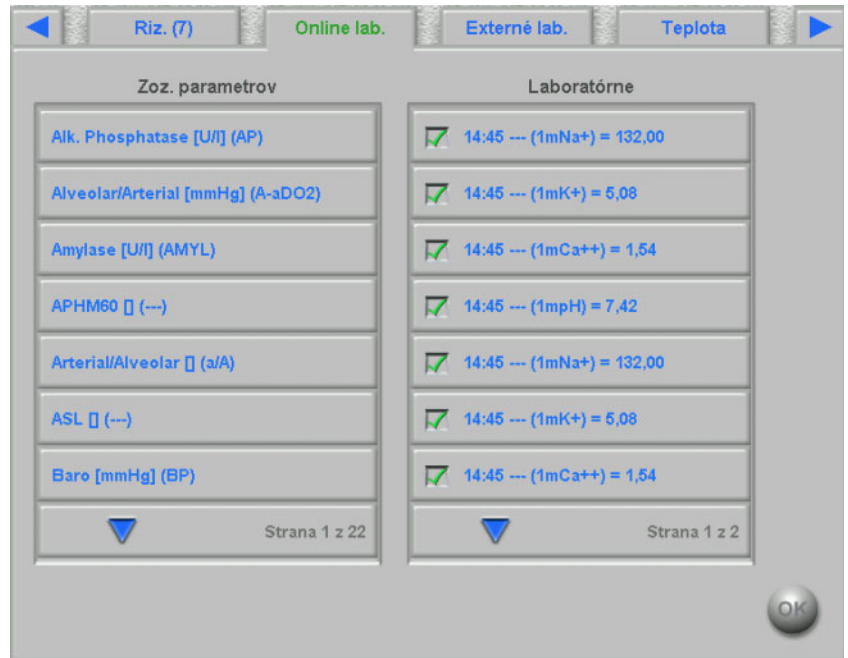 Riz. (7)
Online lab.
Externé lab.
Teplota
Zoz. parametrov
Alk. Phosphatase [U/l] (AP)
Alveolar/Arterial [mmHg] (A-aDO2)
Amylase [U/l] (AMYL)
APHM60 [] (---)
Arterial/Alveolar [] (a/A)
ASL [] (---)
Baro [mmHg] (BP)
Strana 1 z 22
Laboratórne
14:45 --- (1mNa+) = 132,00
14:45 --- (1mK+) = 5,08
14:45 --- (1mCa++) = 1,54
14:45 --- (1mpH) = 7,42
14:45 --- (1mNa+) = 132,00
14:45 --- (1mK+) = 5,08
14:45 --- (1mCa++) = 1,54
Strana 1 z 2
OK